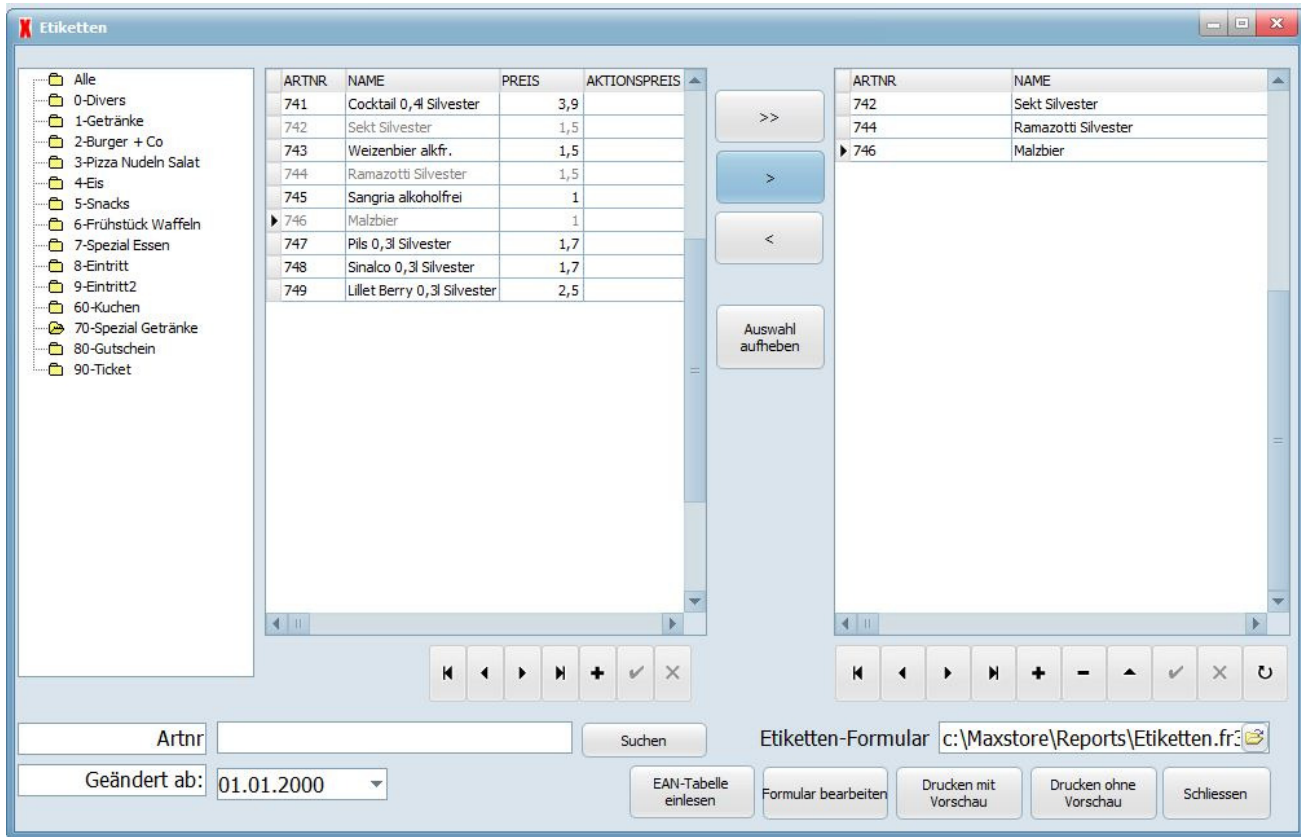 Etiketten
Alle
0-Divers
1-Getränke
2-Burger + Co
3-Pizza Nudeln Salat
4-Eis
5-Snacks
6-Frühstück Waffeln
7-Spezial Essen
8-Eintritt
9-Eintritt2
60-Kuchen
70-Spezial Getränke
80-Gutschein
90-Ticket
ARTNR NAME PREIS AKTIONSPREIS
741 Cocktail 0,4l Silvester 3,9
742 Sekt Silvester 1,5
743 Weizenbier alkfr. 1,5
744 Ramazotti Silvester 1,5
745 Sangria alkoholfrei 1
746 Malzbier 1
747 Pils 0,3l Silvester 1,7
748 Sinalco 0,3l Silvester 1,7
749 Lillet Berry 0,3l Silvester 2,5
>>
>
<
Auswahl
aufheben
ARTNR NAME
742 Sekt Silvester
744 Ramazotti Silvester
746 Malzbier
Artnr
Suchen
Etiketten-Formular c:\Maxstore\Reports\Etiketten.fr3
Geändert ab: 01.01.2000
EAN-Tabelle
einlesen
Formular bearbeiten
Drucken mit
Vorschau
Drucken ohne
Vorschau
Schliessen